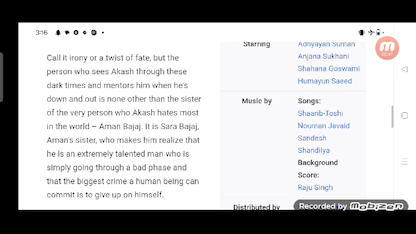 3:16
Call it irony or a twist of fate, but the
person who sees Akash through these
dark times and mentors him when he's
down and out is none other than the sister
of the very person who Akash hates most
in the world – Aman Bajaj. It is Sara Bajaj,
Aman's sister, who makes him realize that
he is an extremely talented man who is
simply going through a bad phase and
that the biggest crime a human being can
commit is to give up on himself.
Starring
Adhyayan Suman
Anjana Sukhani
Shahana Goswami
Humayun Saeed
Music by
Songs:
Shaarib-Toshi
Nouman Javaid
Sandesh
Shandilya
Background
Score:
Raju Singh
Distributed by
Recorded by Mobizen